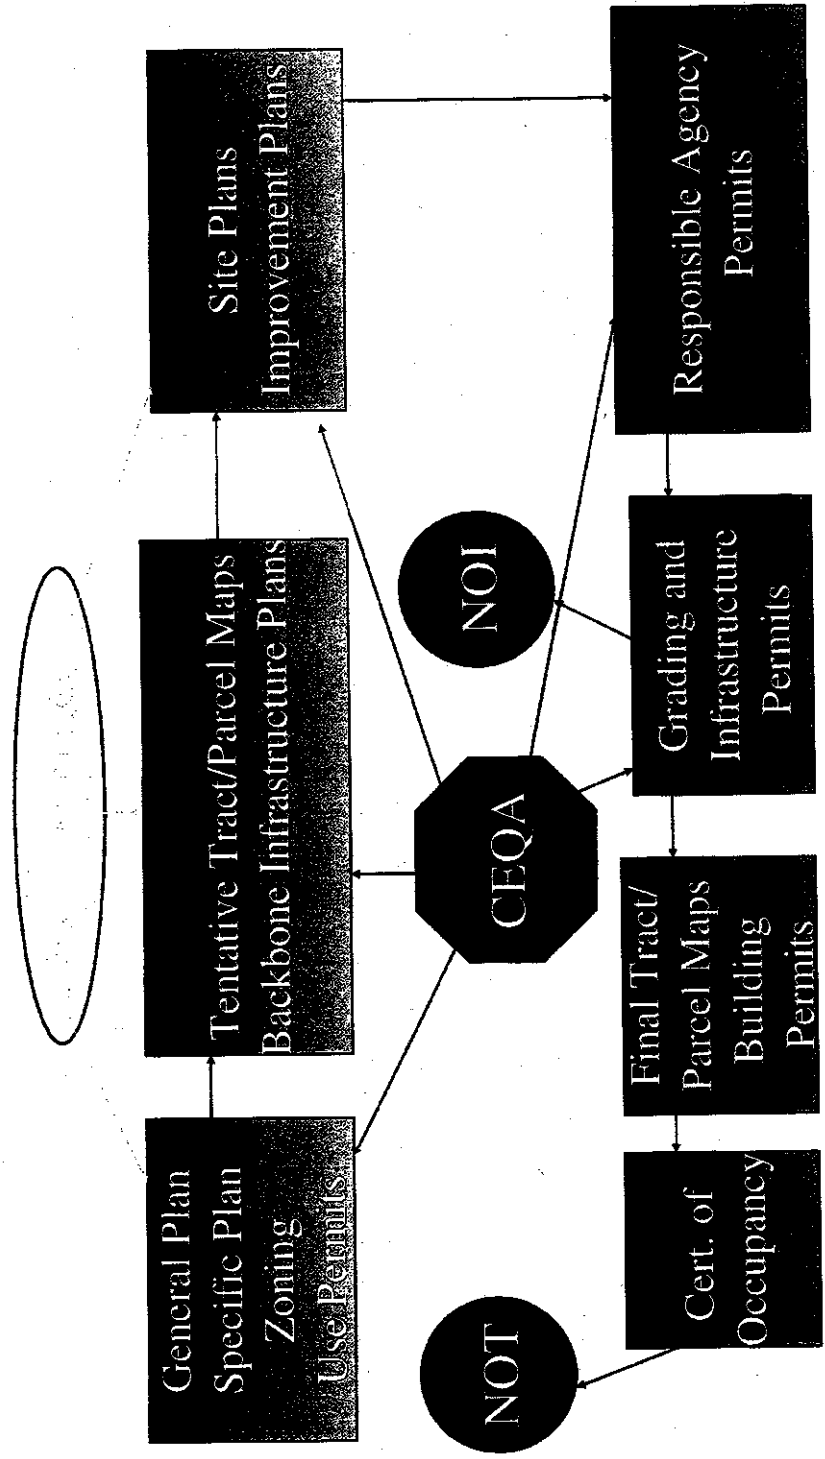 General Plan
Specific Plan
Zoning
Use Permits
Tentative Tract/Parcel Maps
Backbone Infrastructure Plans
Site Plans
Improvement Plans
NOT
CEQA
NOI
Cert. of
Occupancy
Final Tract/
Parcel Maps
Building
Permits
Grading and
Infrastructure
Permits
Responsible Agency
Permits